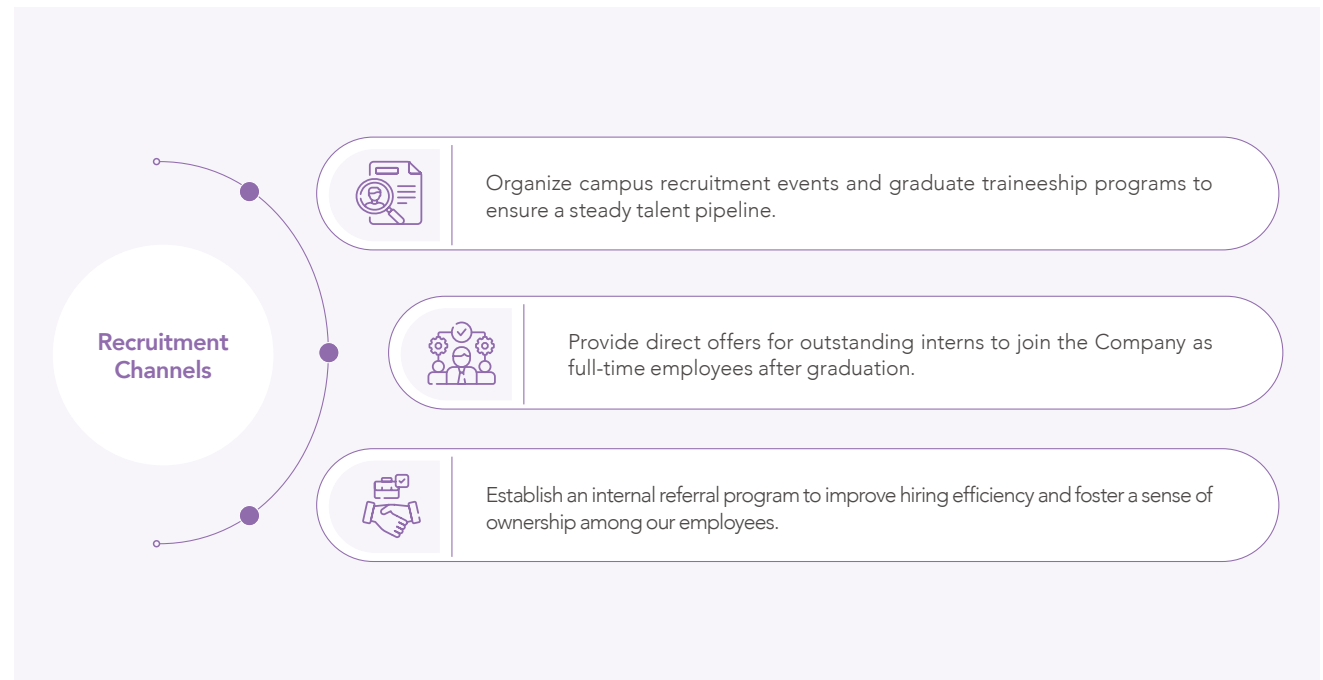 Organize campus recruitment events and graduate traineeship programs to
ensure a steady talent pipeline.
Recruitment
Channels
Provide direct offers for outstanding interns to join the Company as
full-time employees after graduation.
Establish an internal referral program to improve hiring efficiency and foster a sense of
ownership among our employees.